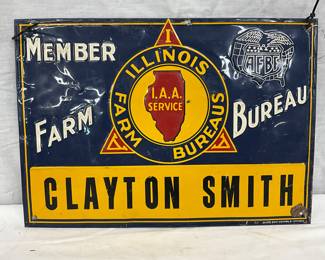 MEMBER
I
ILLINOIS
AFBF
I.A.A.
SERVICE
FARM
BUREAUS
FARM
BUREAU
A
A
CLAYTON SMITH